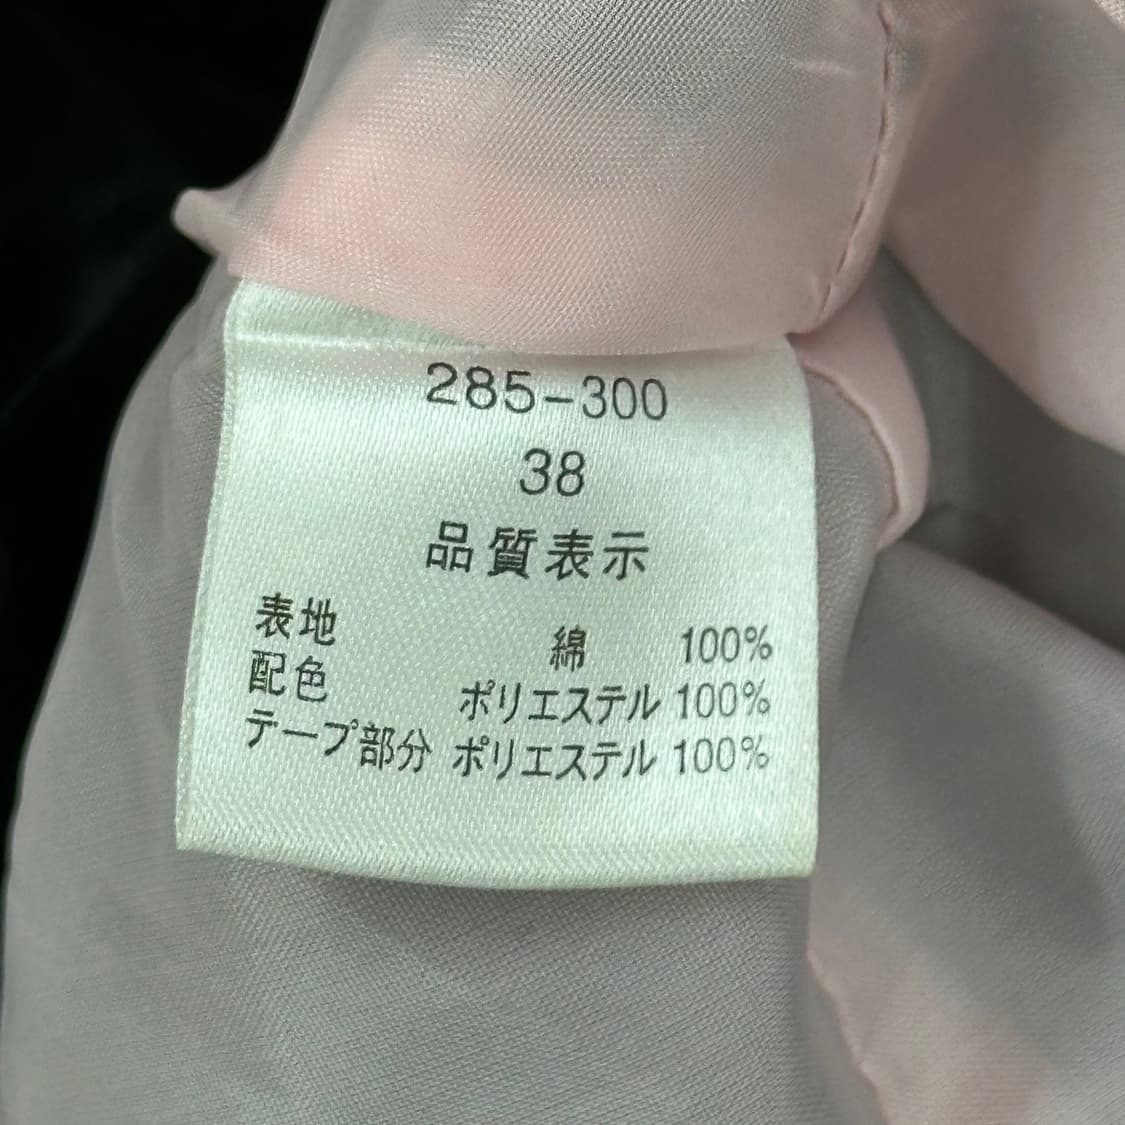 285-300
38
品質表示
表地 綿 100%
配色 ポリエステル 100%
テープ部分 ポリエステル 100%